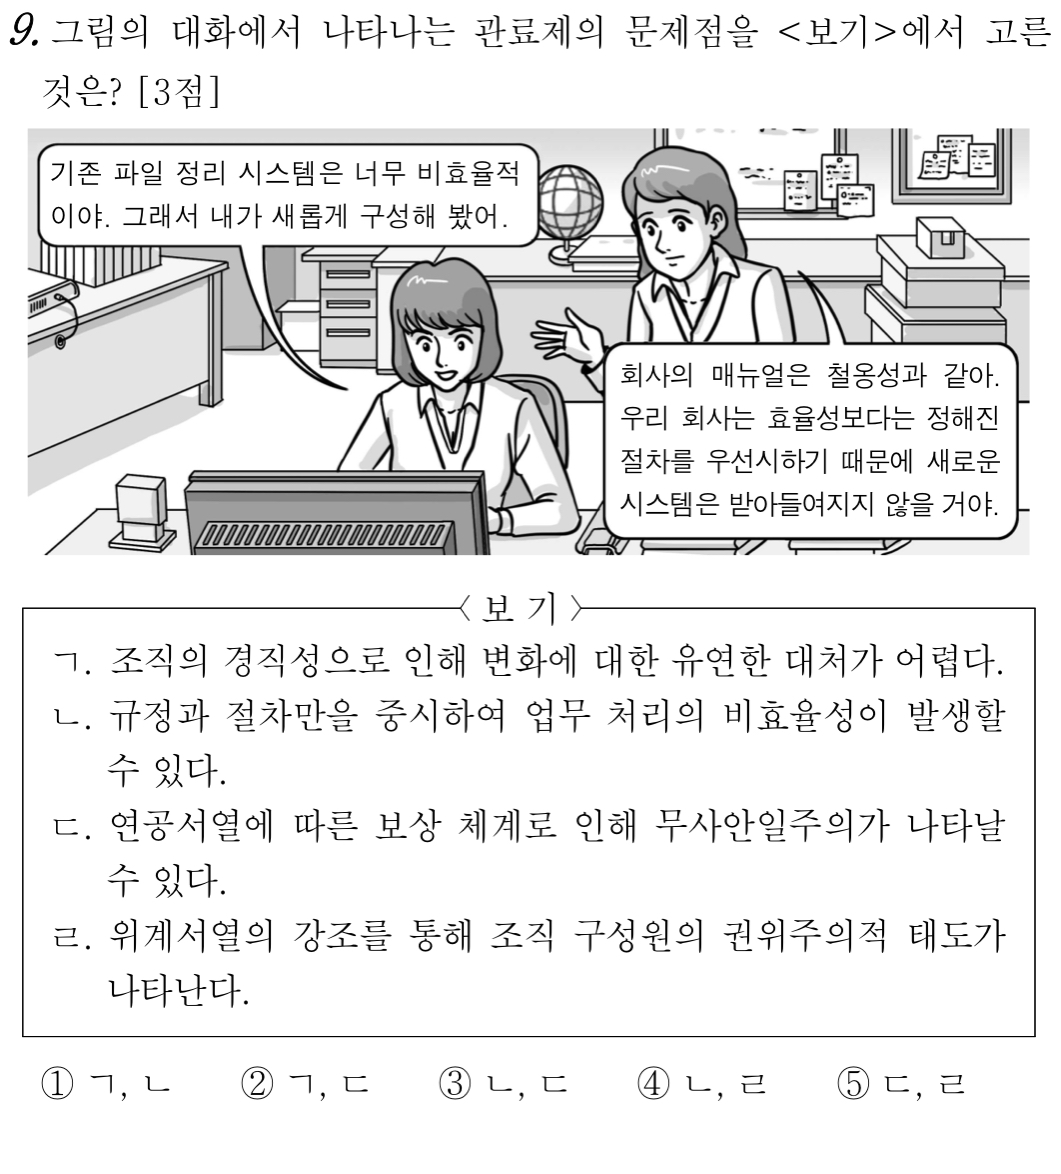 9. 그림의 대화에서 나타나는 관료제의 문제점을 <보기>에서 고른
것은? [3점]
기존 파일 정리 시스템은 너무 비효율적
이야. 그래서 내가 새롭게 구성해 봤어.
회사의 매뉴얼은 철옹성과 같아.
우리 회사는 효율성보다는 정해진
절차를 우선시하기 때문에 새로운
시스템은 받아들여지지 않을 거야.
<보 기>
ㄱ. 조직의 경직성으로 인해 변화에 대한 유연한 대처가 어렵다.
ㄴ. 규정과 절차만을 중시하여 업무 처리의 비효율성이 발생할
수 있다.
ㄷ. 연공서열에 따른 보상 체계로 인해 무사안일주의가 나타날
수 있다.
ㄹ. 위계서열의 강조를 통해 조직 구성원의 권위주의적 태도가
나타난다.
① ㄱ, ㄴ ② ㄱ, ㄷ ③ ㄴ, ㄷ ④ ㄴ, ㄹ ⑤ ㄷ, ㄹ